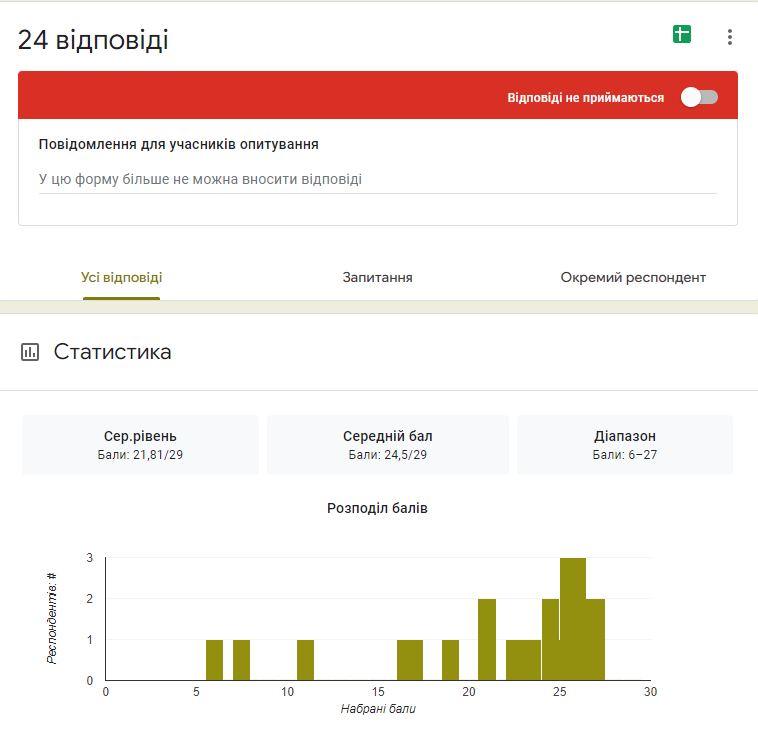 24 відповіді
Відповіді не приймаються
Повідомлення для учасників опитування
У цю форму більше не можна вносити відповіді
Усі відповіді
Запитання
Окремий респондент
Статистика
Сер.рівень
Бали: 21,81/29
Середній бал
Бали: 24,5/29
Діапазон
Бали: 6–27
Розподіл балів
Респондентів: #
3
2
1
0
0 5 10 15 20 25 30
Набрані бали